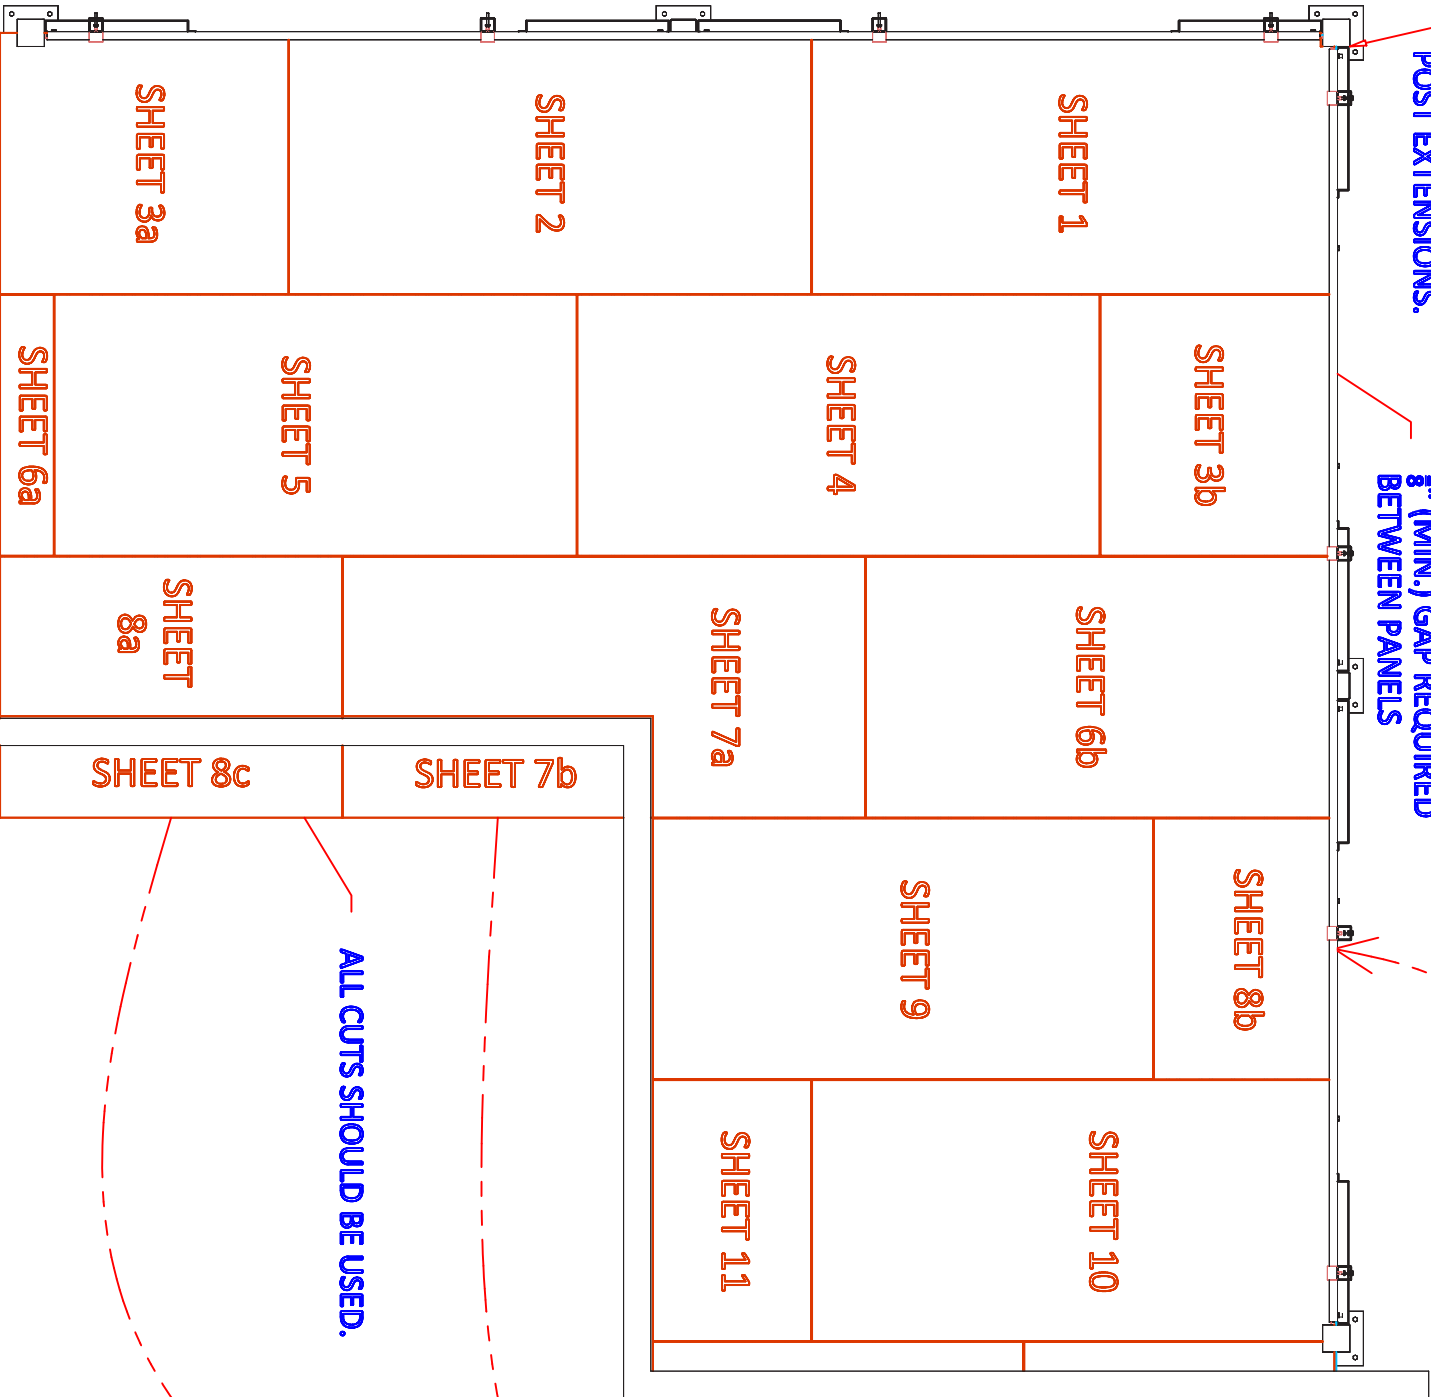 POST EXTENSIONS.
(MIN.) GAP REQUIRED
BETWEEN PANELS
SHEET 1
SHEET 2
SHEET 3a
SHEET 3b
SHEET 4
SHEET 5
SHEET 6a
SHEET 6b
SHEET 7a
SHEET
8a
SHEET 8c
SHEET 7b
SHEET 8b
SHEET 9
SHEET 10
SHEET 11
ALL CUTS SHOULD BE USED.